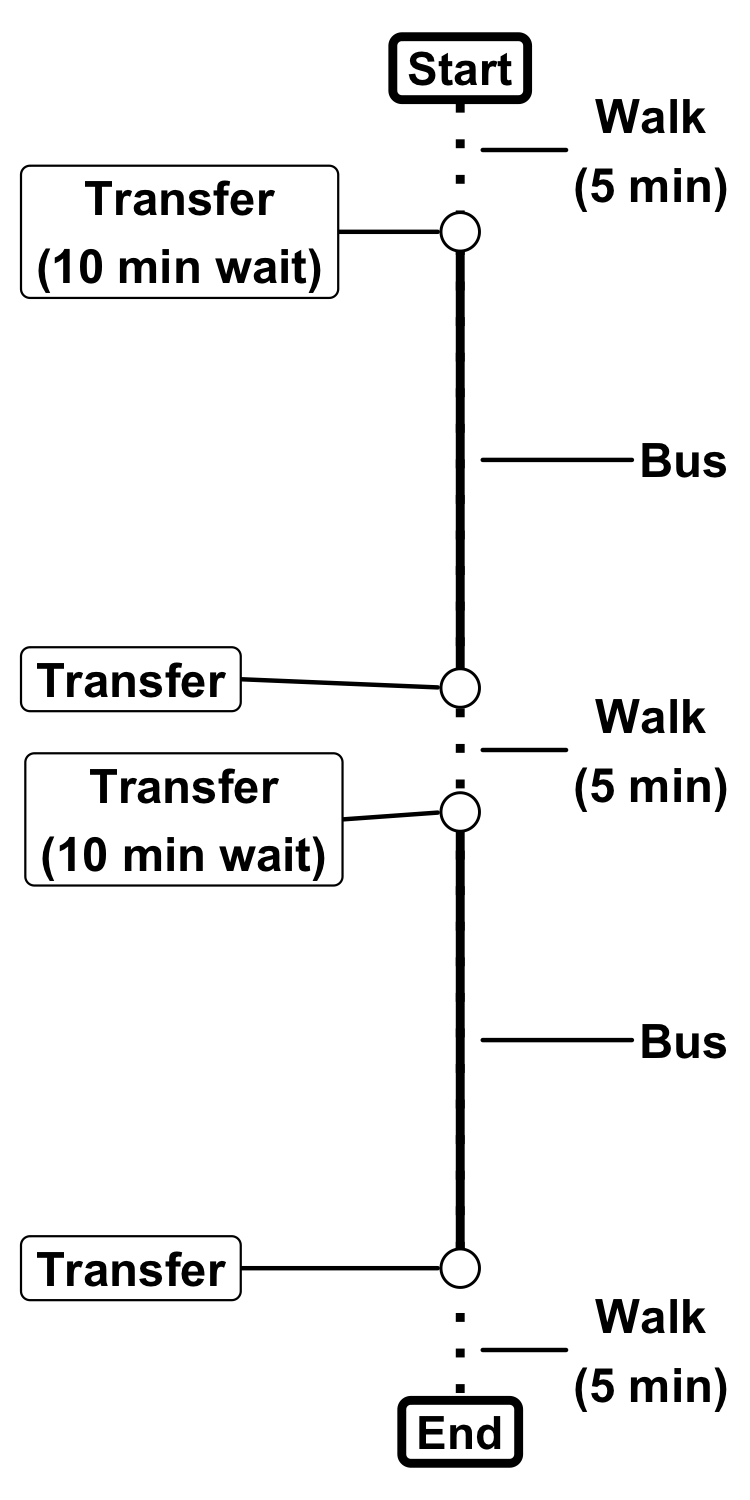 Start
Walk
(5 min)
Transfer
(10 min wait)
Bus
Transfer
Walk
(5 min)
Transfer
(10 min wait)
Bus
Transfer
Walk
(5 min)
End